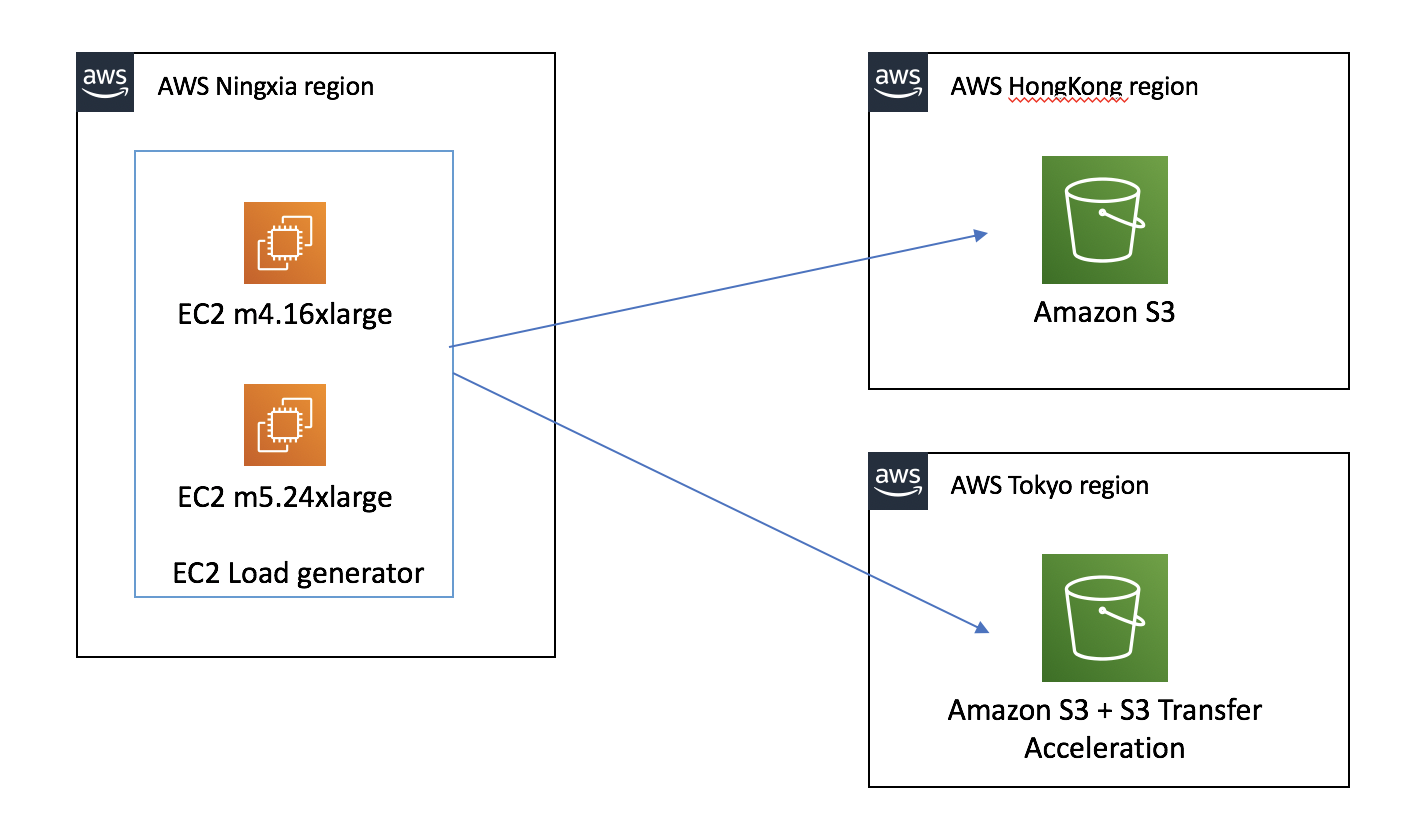 aws
AWS Ningxia region
EC2 m4.16xlarge
EC2 m5.24xlarge
EC2 Load generator
aws
AWS HongKong region
Amazon S3
aws
AWS Tokyo region
Amazon S3 + S3 Transfer
Acceleration